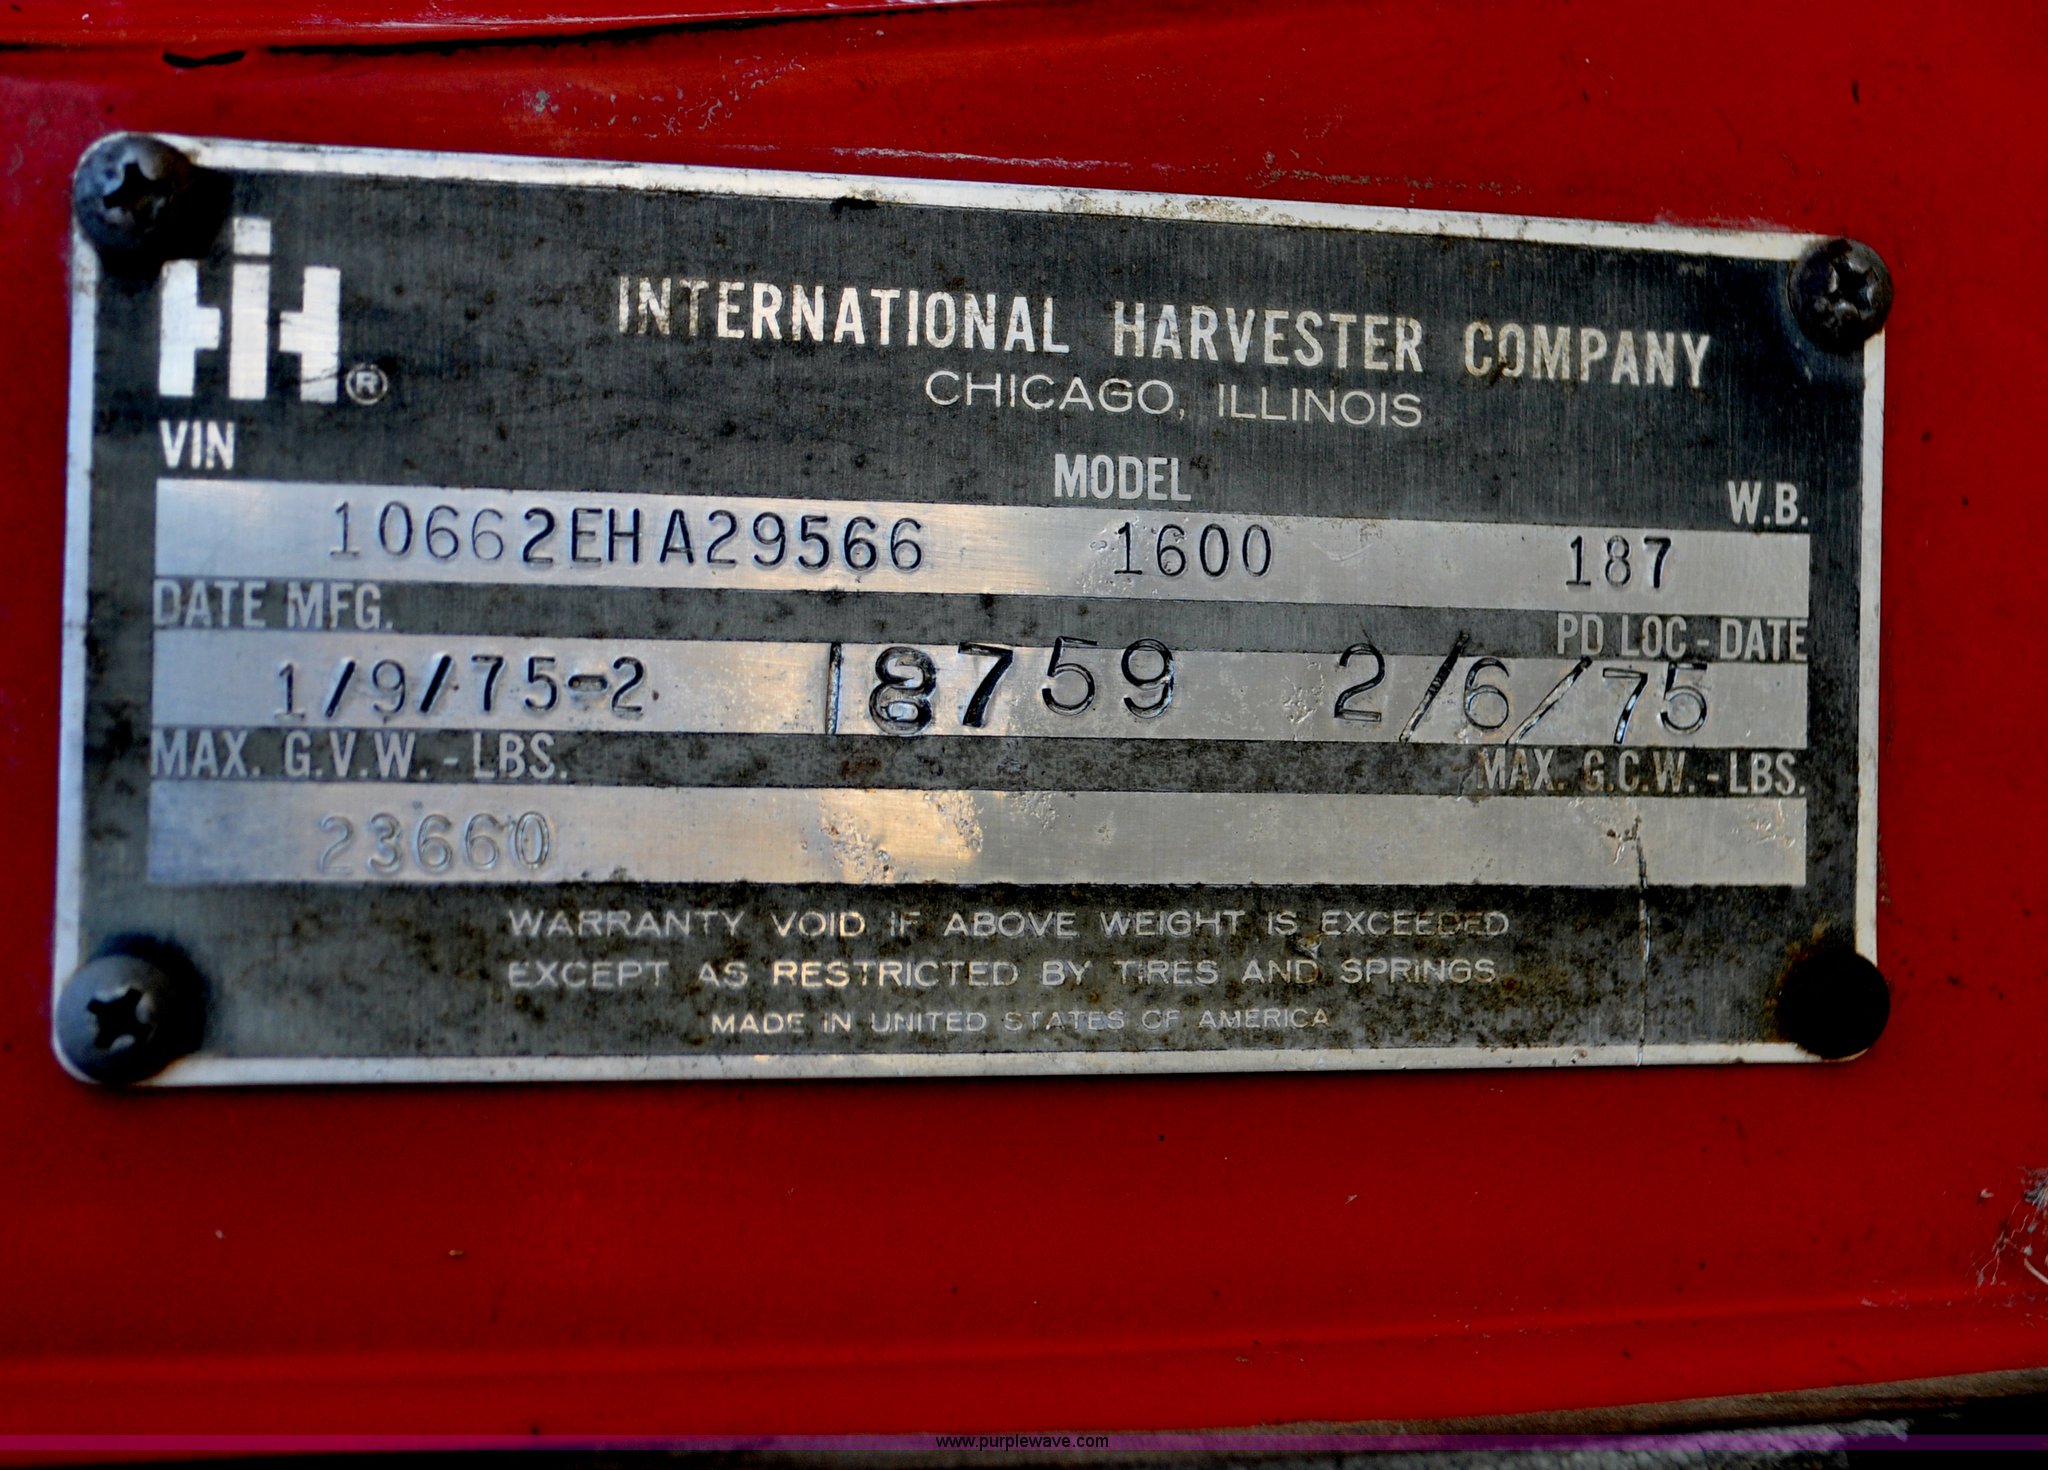 IH ®
INTERNATIONAL HARVESTER COMPANY
CHICAGO, ILLINOIS
VIN MODEL W.B.
10662EHA29566 1600 187
DATE MFG. PD LOC - DATE
1/9/75-2 18759 2/6/75
MAX. G.V.W. - LBS. MAX. G.C.W. - LBS.
23660
WARRANTY VOID IF ABOVE WEIGHT IS EXCEEDED
EXCEPT AS RESTRICTED BY TIRES AND SPRINGS
MADE IN UNITED STATES OF AMERICA
www.purplewave.com